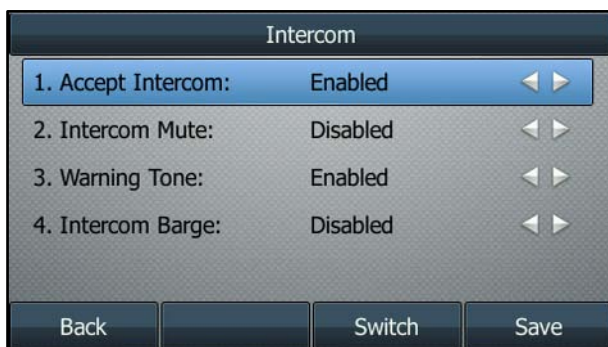 Intercom
1. Accept Intercom: Enabled
2. Intercom Mute: Disabled
3. Warning Tone: Enabled
4. Intercom Barge: Disabled
Back Switch Save